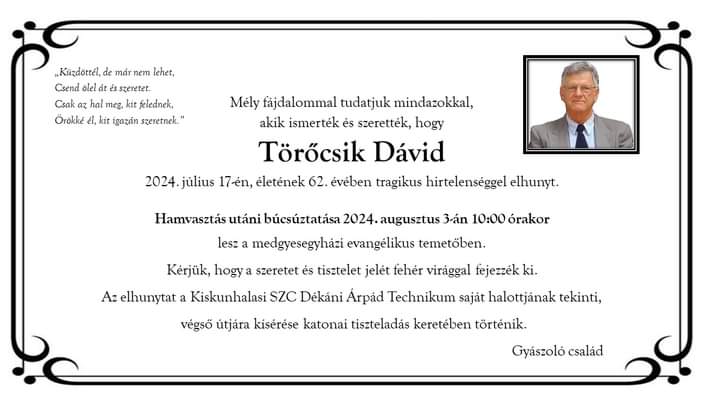 „Küzdöttél, de már nem lehet,
Csend ölel át és szeretet.
Csak az hal meg, kit felednek,
Örökké él, kit igazán szeretnek."
Mély fájdalommal tudatjuk mindazokkal,
akik ismerték és szerették, hogy
Törőcsik Dávid
2024. július 17-én, életének 62. évében tragikus hirtelenséggel elhunyt.
Hamvasztás utáni búcsúztatása 2024. augusztus 3-án 10:00 órakor
lesz a medgyesegyházi evangélikus temetőben.
Kérjük, hogy a szeretet és tisztelet jelét fehér virággal fejezzék ki.
Az elhunytat a Kiskunhalasi SZC Dékáni Árpád Technikum saját halottjának tekinti,
végső útjára kísérése katonai tiszteladás keretében történik.
Gyászoló család